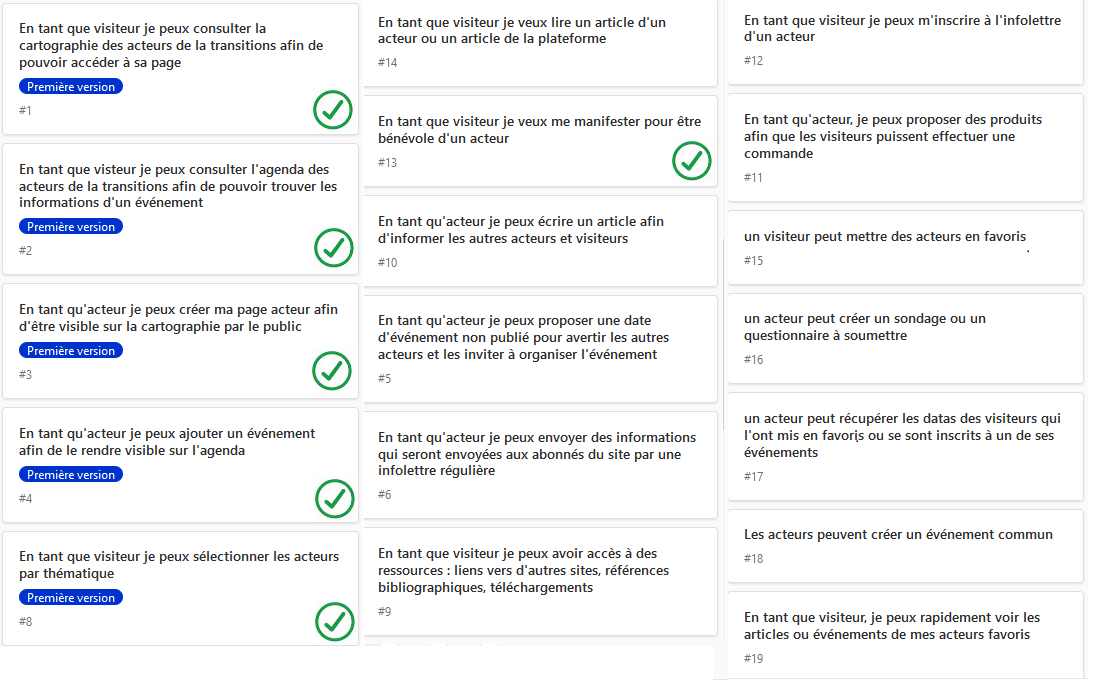 En tant que visiteur je peux consulter la
cartographie des acteurs de la transitions afin de
pouvoir accéder à sa page
Première version
#1
En tant que visteur je peux consulter l'agenda des
acteurs de la transitions afin de pouvoir trouver les
informations d'un événement
Première version
#2
En tant qu'acteur je peux créer ma page acteur afin
d'être visible sur la cartographie par le public
Première version
#3
En tant qu'acteur je peux ajouter un événement
afin de le rendre visible sur l'agenda
Première version
#4
En tant que visiteur je peux sélectionner les acteurs
par thématique
Première version
#8
En tant que visiteur je veux lire un article d'un
acteur ou un article de la plateforme
#14
En tant que visiteur je veux me manifester pour être
bénévole d'un acteur
#13
En tant qu'acteur je peux écrire un article afin
d'informer les autres acteurs et visiteurs
#10
En tant qu'acteur je peux proposer une date
d'événement non publié pour avertir les autres
acteurs et les inviter à organiser l'événement
#5
En tant qu'acteur je peux envoyer des informations
qui seront envoyées aux abonnés du site par une
infolettre régulière
#6
En tant que visiteur je peux avoir accès à des
ressources : liens vers d'autres sites, références
bibliographiques, téléchargements
#9
En tant que visiteur je peux m'inscrire à l'infolettre
d'un acteur
#12
En tant qu'acteur, je peux proposer des produits
afin que les visiteurs puissent effectuer une
commande
#11
un visiteur peut mettre des acteurs en favoris
#15
un acteur peut créer un sondage ou un
questionnaire à soumettre
#16
un acteur peut récupérer les datas des visiteurs qui
l'ont mis en favoris ou se sont inscrits à un de ses
événements
#17
Les acteurs peuvent créer un événement commun
#18
En tant que visiteur, je peux rapidement voir les
articles ou événements de mes acteurs favoris
#19